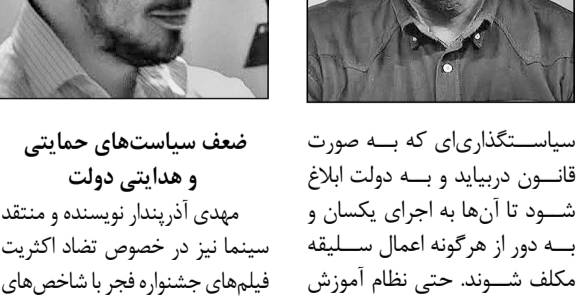 سیاستگذاری‌ای که به صورت
قانون دربیاید و به دولت ابلاغ
شود تا آن‌ها به اجرای یکسان و
به دور از هرگونه اعمال سلیقه
مکلف شوند. حتی نظام آموزش
ضعف سیاست‌های حمایتی
و هدایتی دولت
مهدی آذرپندار نویسنده و منتقد
سینما نیز در خصوص تضاد اکثریت
فیلم‌های جشنواره فجر با شاخص‌های